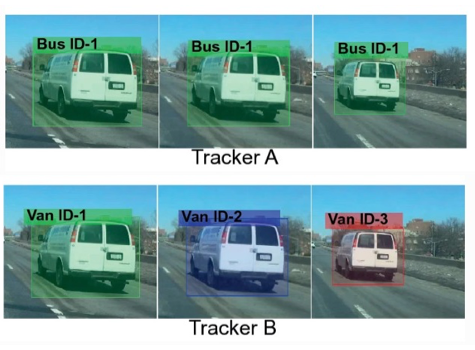 Bus ID-1 Bus ID-1 Bus ID-1
Tracker A
Van ID-1 Van ID-2 Van ID-3
Tracker B